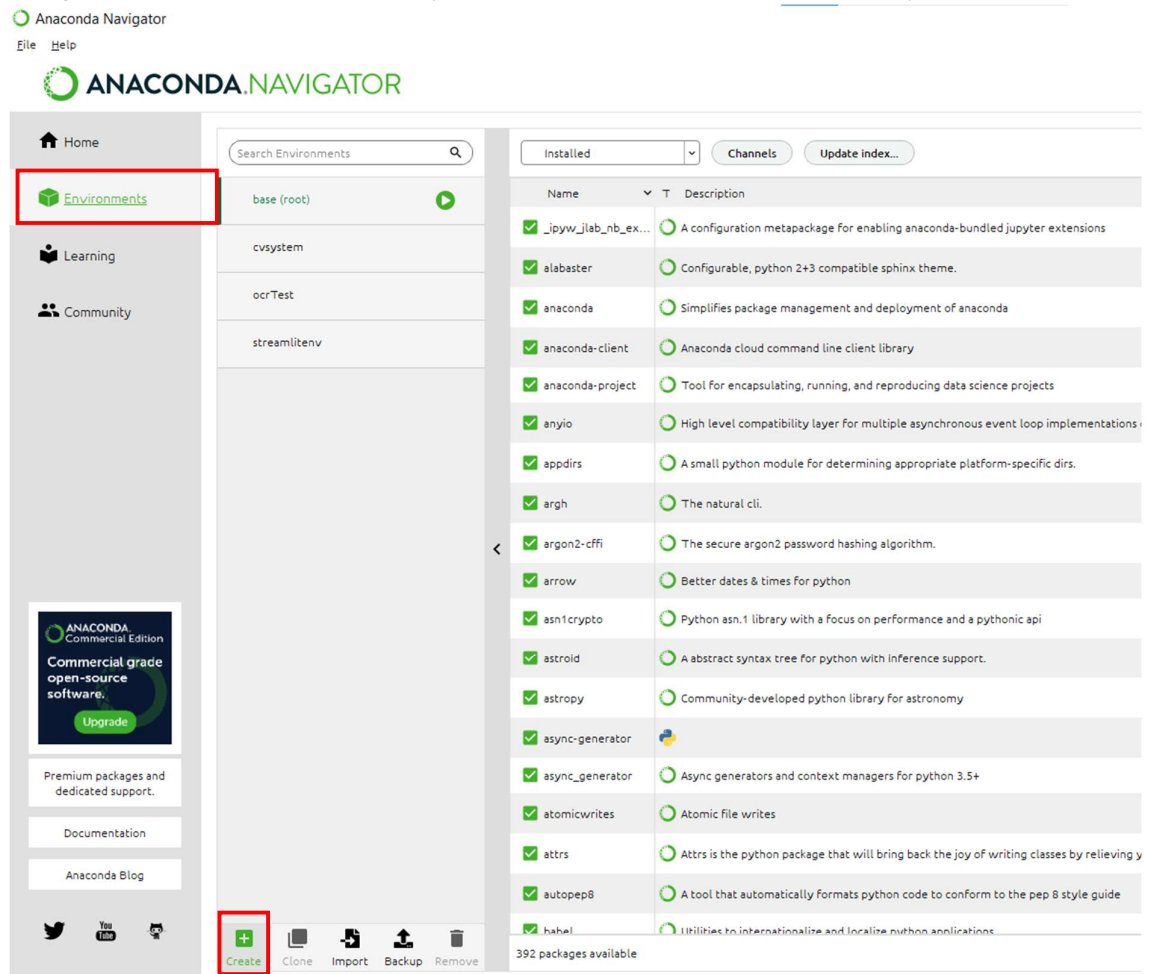 Anaconda Navigator
File Help
ANACONDA.NAVIGATOR
Home
Environments
Learning
Community
ANACONDA.
Commercial Edition
Commercial grade
open-source
software.
Upgrade
Premium packages and
dedicated support.
Documentation
Anaconda Blog
You
Tube
Search Environments
base (root)
cvsystem
ocrTest
streamlitenv
Create Clone Import Backup Remove
Installed Channels Update index...
Name T Description
_ipyw_jlab_nb_ex... A configuration metapackage for enabling anaconda-bundled jupyter extensions
alabaster Configurable, python 2+3 compatible sphinx theme.
anaconda Simplifies package management and deployment of anaconda
anaconda-client Anaconda cloud command line client library
anaconda-project Tool for encapsulating, running, and reproducing data science projects
anyio High level compatibility layer for multiple asynchronous event loop implementations
appdirs A small python module for determining appropriate platform-specific dirs.
argh The natural cli.
argon2-cffi The secure argon2 password hashing algorithm.
arrow Better dates & times for python
asn1crypto Python asn.1 library with a focus on performance and a pythonic api
astroid A abstract syntax tree for python with inference support.
astropy Community-developed python library for astronomy
async-generator
async_generator Async generators and context managers for python 3.5+
atomicwrites Atomic file writes
attrs Attrs is the python package that will bring back the joy of writing classes by relieving y
autopep8 A tool that automatically formats python code to conform to the pep 8 style guide
babel Utilities to internationalize and localize python applications
392 packages available